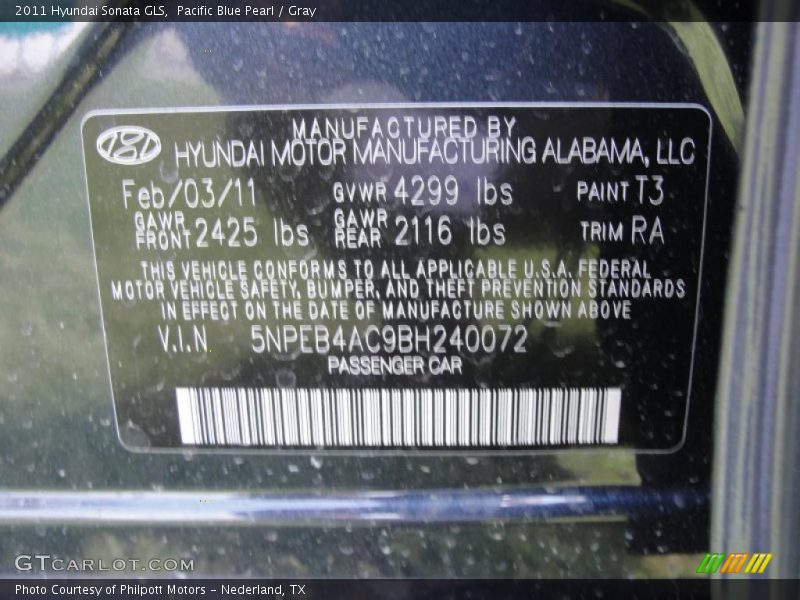 2011 Hyundai Sonata GLS, Pacific Blue Pearl / Gray
MANUFACTURED BY
HYUNDAI MOTOR MANUFACTURING ALABAMA, LLC
Feb/03/11 GVWR 4299 lbs PAINT T3
GAWR FRONT 2425 lbs GAWR REAR 2116 lbs TRIM RA
THIS VEHICLE CONFORMS TO ALL APPLICABLE U.S.A. FEDERAL
MOTOR VEHICLE SAFETY, BUMPER, AND THEFT PREVENTION STANDARDS
IN EFFECT ON THE DATE OF MANUFACTURE SHOWN ABOVE
V.I.N 5NPEB4AC9BH240072
PASSENGER CAR
GTCARLOT.COM
Photo Courtesy of Philpott Motors - Nederland, TX